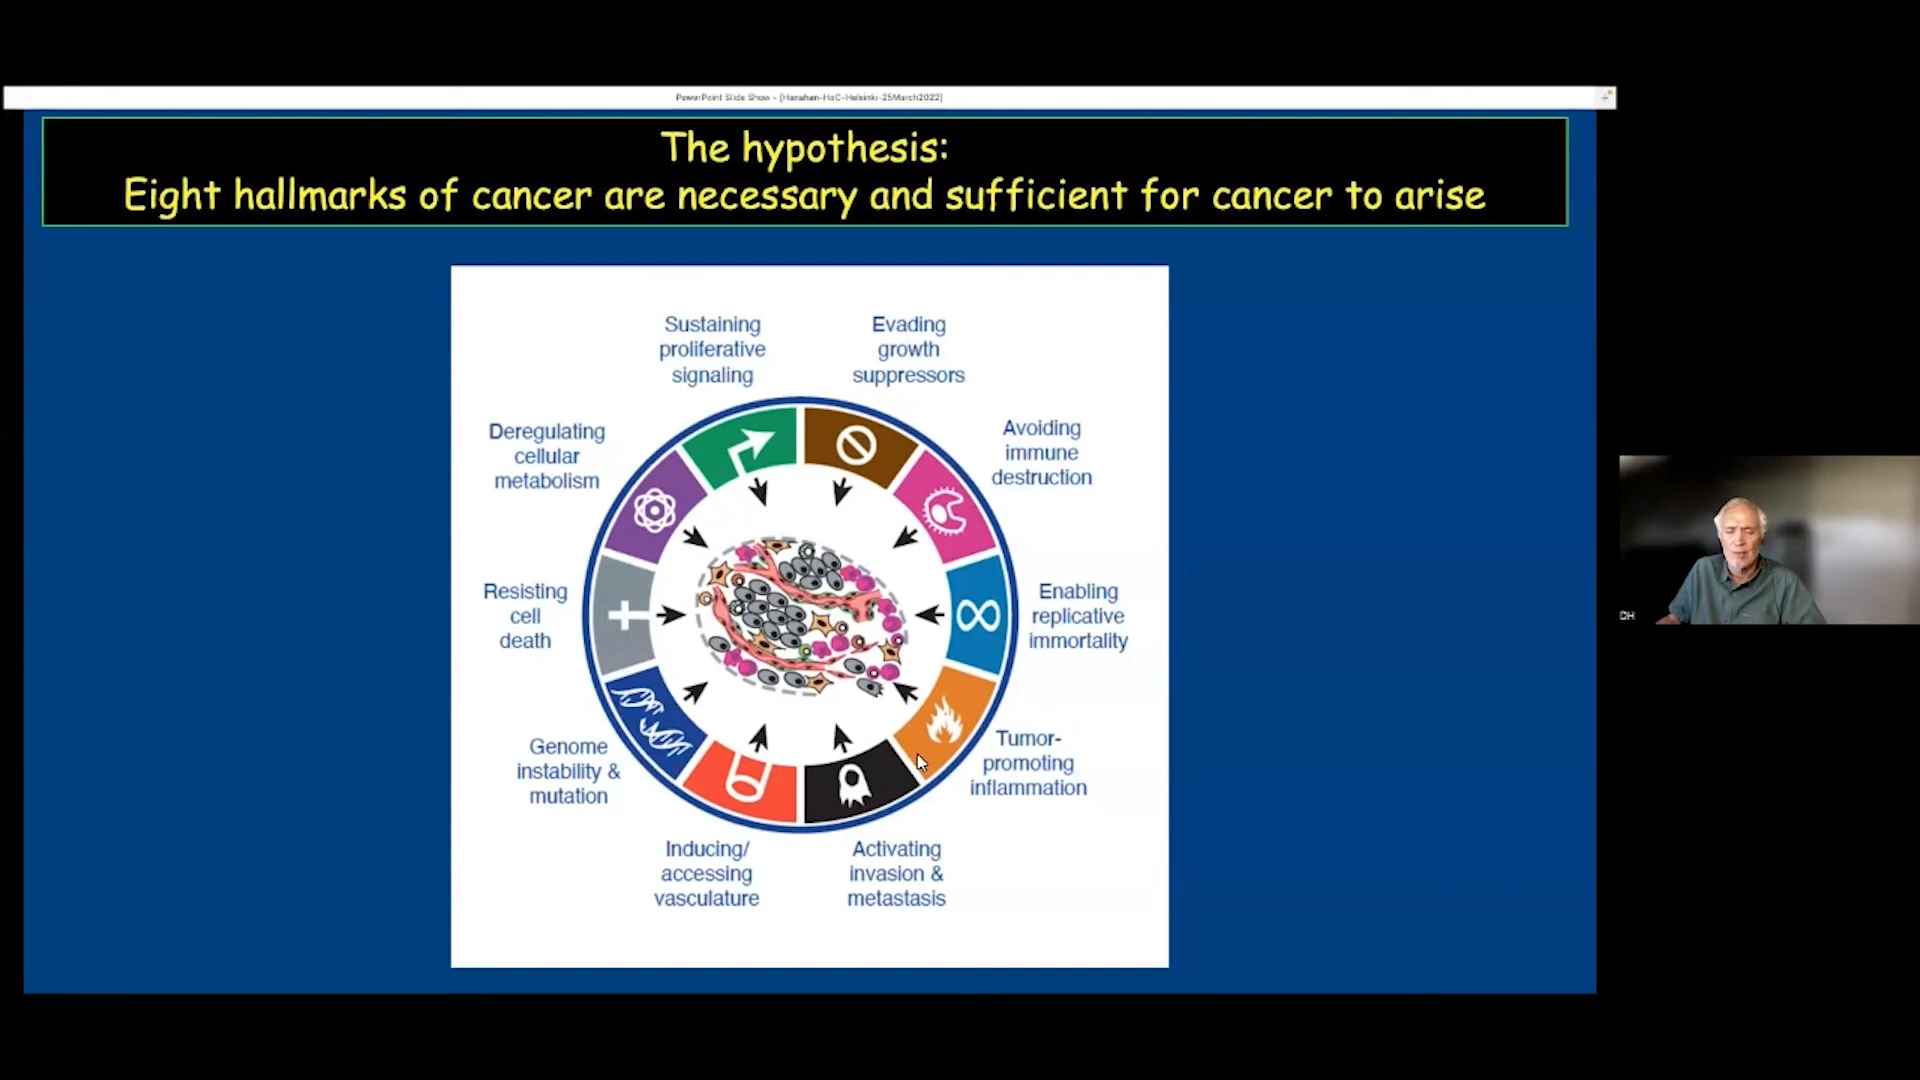 PowerPoint Slide Show - [Hanahan-HoC-Helsinki-25March2022]
The hypothesis:
Eight hallmarks of cancer are necessary and sufficient for cancer to arise
Sustaining
proliferative
signaling
Evading
growth
suppressors
Deregulating
cellular
metabolism
Avoiding
immune
destruction
Resisting
cell
death
Enabling
replicative
immortality
Genome
instability &
mutation
Tumor-
promoting
inflammation
Inducing/
accessing
vasculature
Activating
invasion &
metastasis
DH